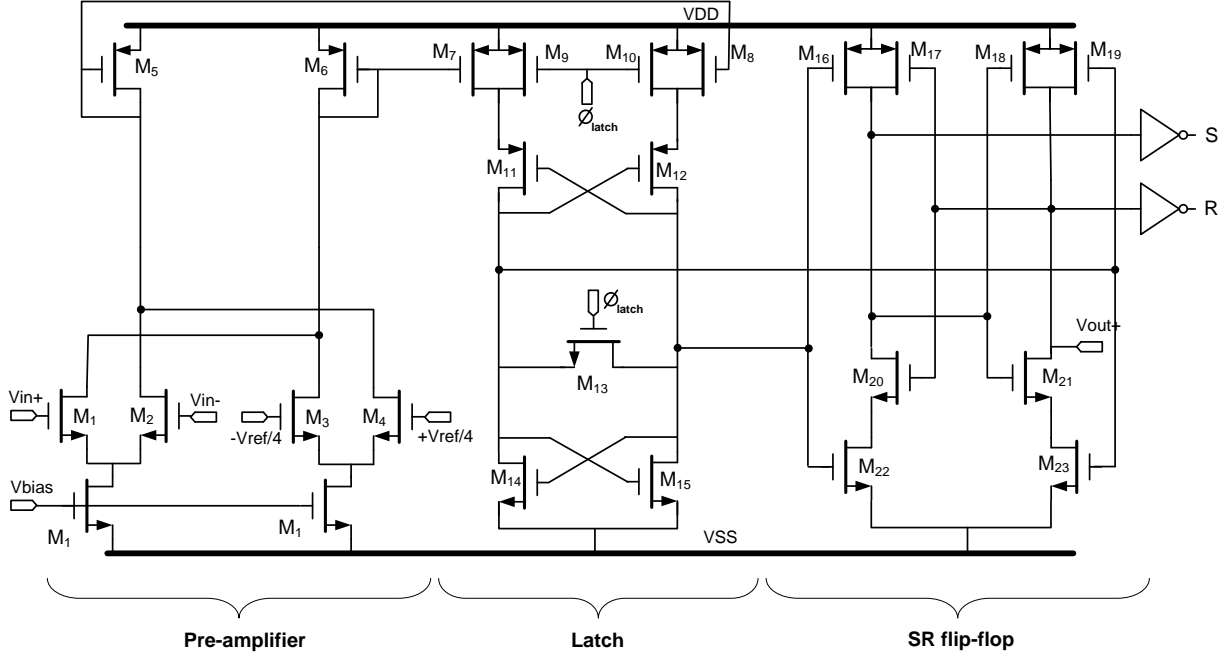 VDD
M5
M6
M7
M9
M10
M8
M16
M17
M18
M19
∅latch
S
M11
M12
R
∅latch
Vout+
M13
Vin+
M1
M2
Vin-
M3
M4
-Vref/4
+Vref/4
M20
M21
M14
M15
M22
M23
Vbias
M1
M1
VSS
Pre-amplifier
Latch
SR flip-flop